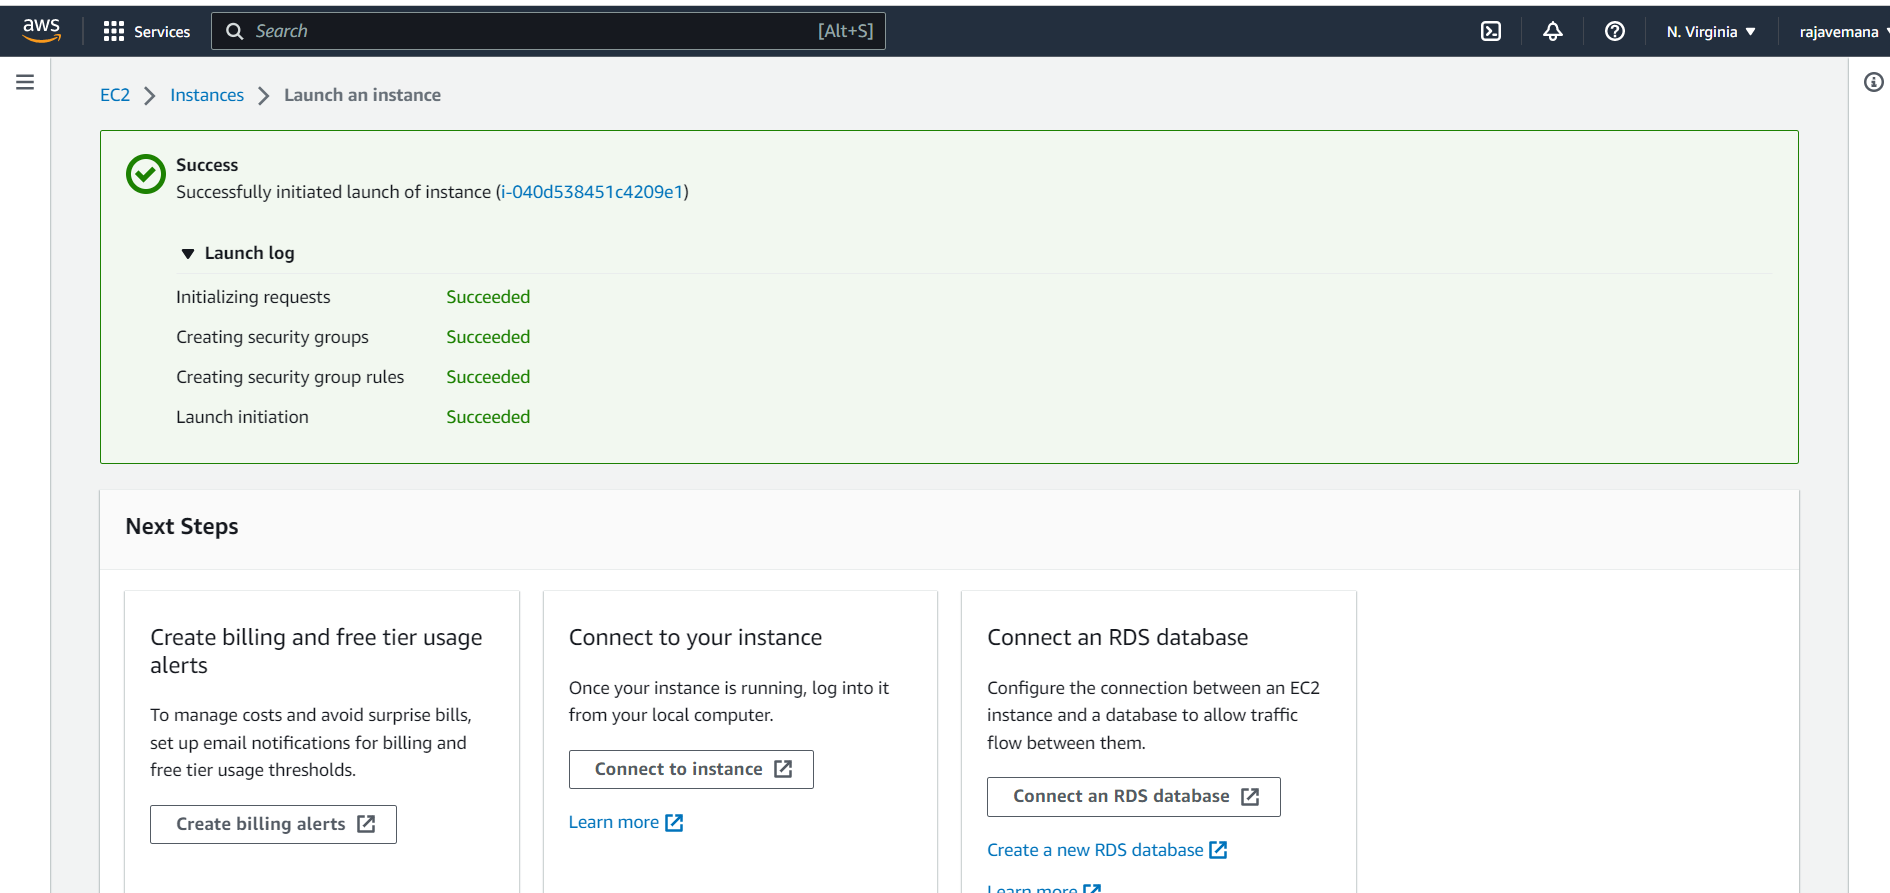 aws
Services
Search
[Alt+S]
N. Virginia
rajavemana
EC2
Instances
Launch an instance
Success
Successfully initiated launch of instance (i-040d538451c4209e1)
Launch log
Initializing requests Succeeded
Creating security groups Succeeded
Creating security group rules Succeeded
Launch initiation Succeeded
Next Steps
Create billing and free tier usage
alerts
To manage costs and avoid surprise bills,
set up email notifications for billing and
free tier usage thresholds.
Create billing alerts
Connect to your instance
Once your instance is running, log into it
from your local computer.
Connect to instance
Learn more
Connect an RDS database
Configure the connection between an EC2
instance and a database to allow traffic
flow between them.
Connect an RDS database
Create a new RDS database
Learn more